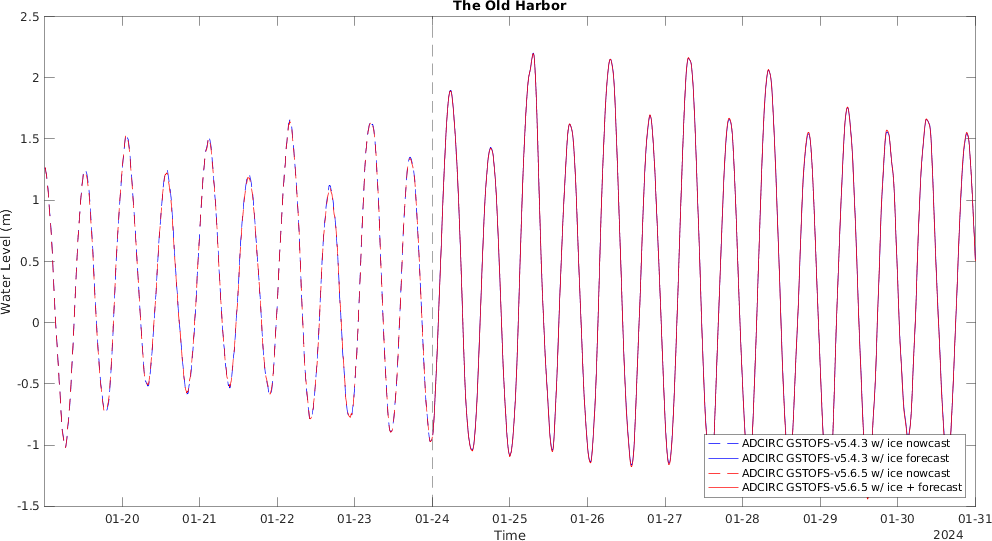 The Old Harbor
2.5
2
1.5
1
0.5
0
-0.5
-1
-1.5
Water Level (m)
ADCIRC GSTOFS-v5.4.3 w/ ice nowcast
ADCIRC GSTOFS-v5.4.3 w/ ice forecast
ADCIRC GSTOFS-v5.6.5 w/ ice nowcast
ADCIRC GSTOFS-v5.6.5 w/ ice + forecast
01-20 01-21 01-22 01-23 01-24 01-25 01-26 01-27 01-28 01-29 01-30 01-31
Time
2024